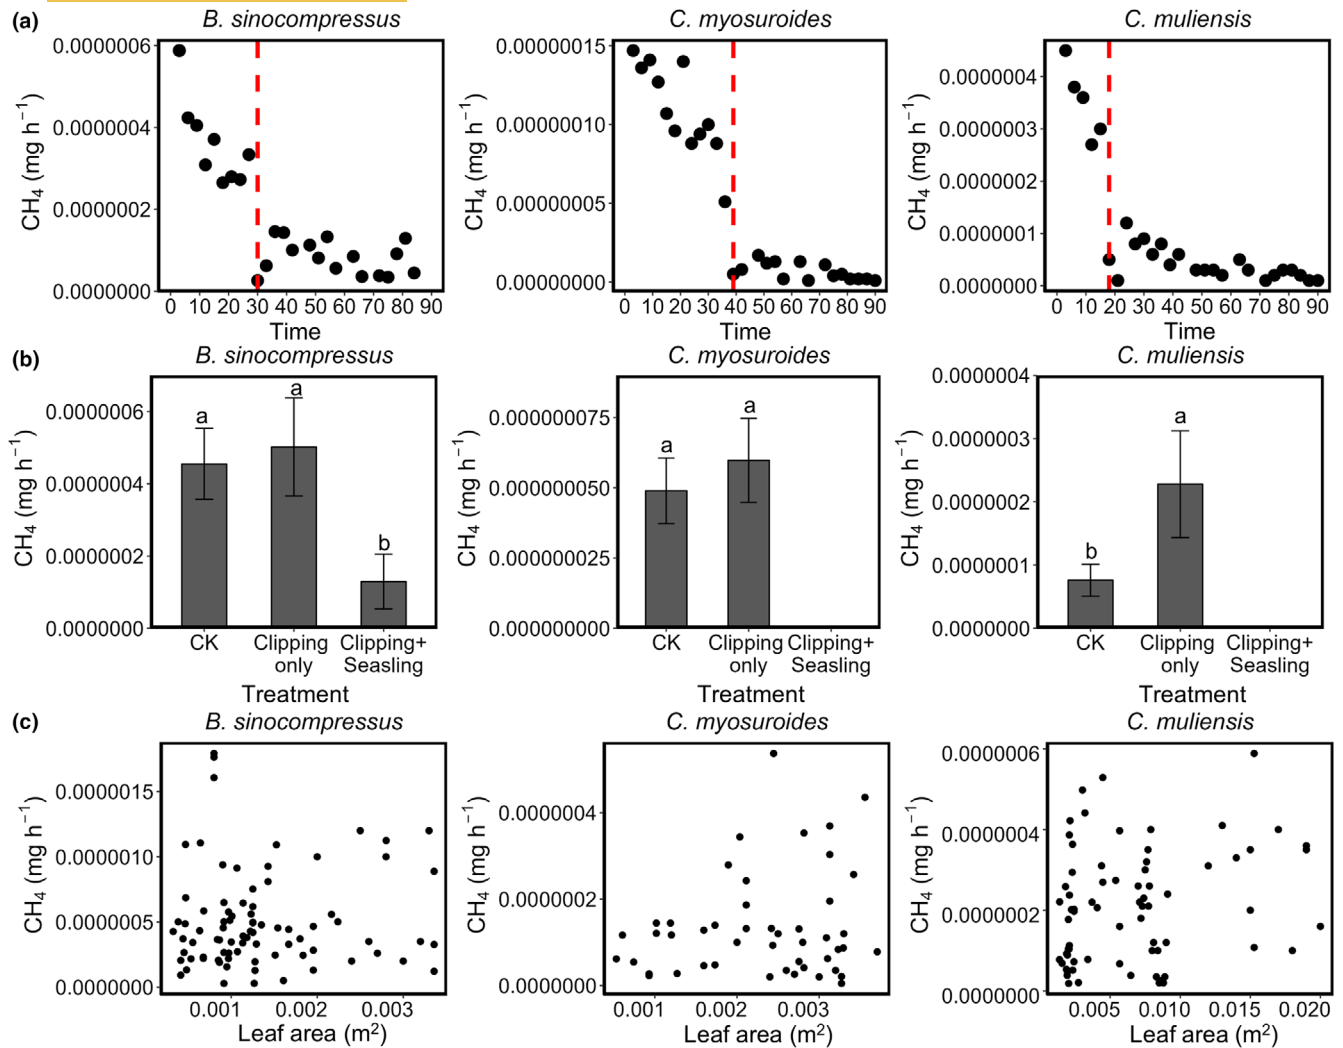 (a) B. sinocompressus C. myosuroides C. muliensis
CH₄ (mg h⁻¹) CH₄ (mg h⁻¹) CH₄ (mg h⁻¹)
0.0000006 0.00000015 0.0000004
0.0000004 0.00000010 0.0000003
0.0000002 0.00000005 0.0000002
0.0000000 0.00000000 0.0000001
0.0000000
0 10 20 30 40 50 60 70 80 90 0 10 20 30 40 50 60 70 80 90 0 10 20 30 40 50 60 70 80 90
Time Time Time
(b) B. sinocompressus C. myosuroides C. muliensis
CH₄ (mg h⁻¹) CH₄ (mg h⁻¹) CH₄ (mg h⁻¹)
0.0000006 0.000000075 0.0000004
0.0000004 0.000000050 0.0000003
0.0000002 0.000000025 0.0000002
0.0000000 0.000000000 0.0000001
0.0000000
a a b a a b a
CK Clipping only Clipping+ Seasling CK Clipping only Clipping+ Seasling CK Clipping only Clipping+ Seasling
Treatment Treatment Treatment
(c) B. sinocompressus C. myosuroides C. muliensis
CH₄ (mg h⁻¹) CH₄ (mg h⁻¹) CH₄ (mg h⁻¹)
0.0000015 0.0000004 0.0000006
0.0000010 0.0000002 0.0000004
0.0000005 0.0000000 0.0000002
0.0000000 0.0000000
0.001 0.002 0.003 0.001 0.002 0.003 0.005 0.010 0.015 0.020
Leaf area (m²) Leaf area (m²) Leaf area (m²)